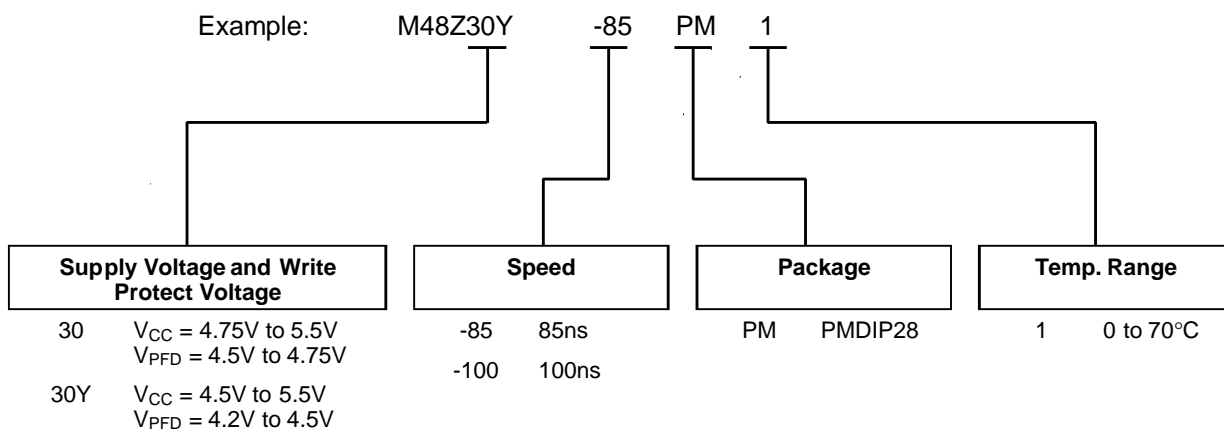 Example: M48Z30Y -85 PM 1
Supply Voltage and Write
Protect Voltage
30 VCC = 4.75V to 5.5V
VPFD = 4.5V to 4.75V
30Y VCC = 4.5V to 5.5V
VPFD = 4.2V to 4.5V
Speed
-85 85ns
-100 100ns
Package
PM PMDIP28
Temp. Range
1 0 to 70°C